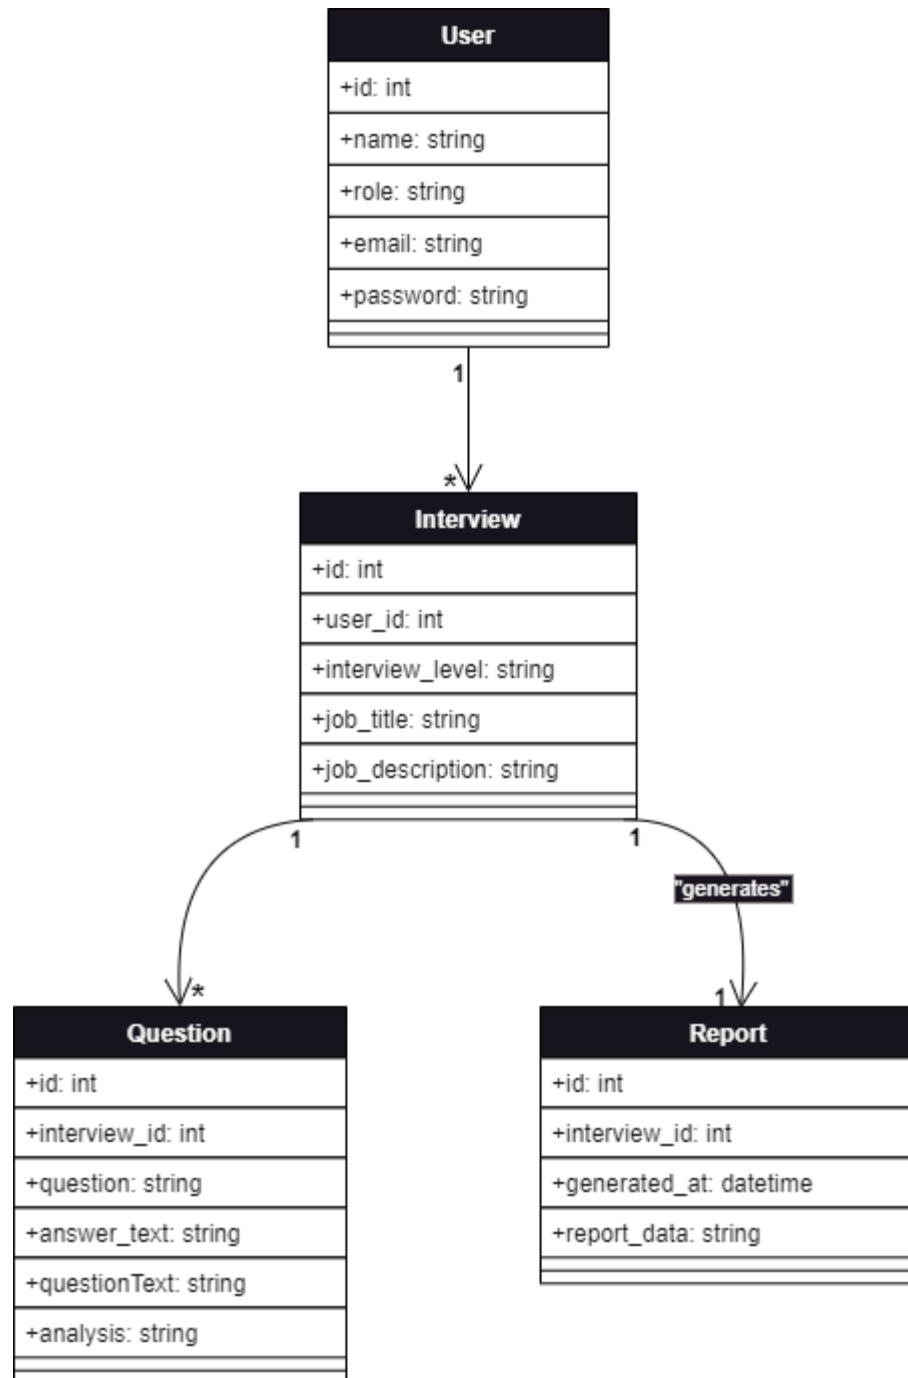 User
+id: int
+name: string
+role: string
+email: string
+password: string
1
*
Interview
+id: int
+user_id: int
+interview_level: string
+job_title: string
+job_description: string
1
1
"generates"
*
1
Question
+id: int
+interview_id: int
+question: string
+answer_text: string
+questionText: string
+analysis: string
Report
+id: int
+interview_id: int
+generated_at: datetime
+report_data: string